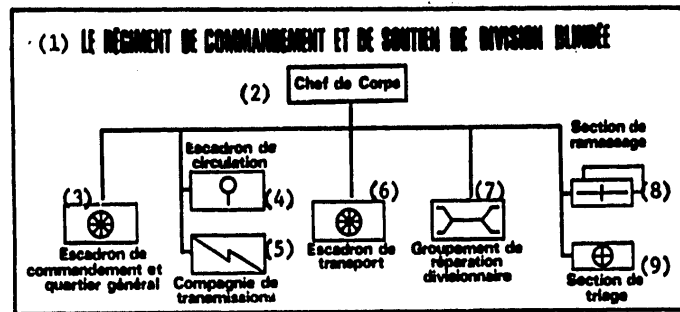 (1) LE RÉGIMENT DE COMMANDEMENT ET DE SOUTIEN DE DIVISION BLINDÉE
(2) Chef de Corps
(3)
Escadron de
commandement et
quartier général
Escadron de
circulation
(4)
(5)
Compagnie de
transmissions
(6)
Escadron de
transport
(7)
Groupement de
réparation
divisionnaire
Section de
ramassage
(8)
(9)
Section de
triage